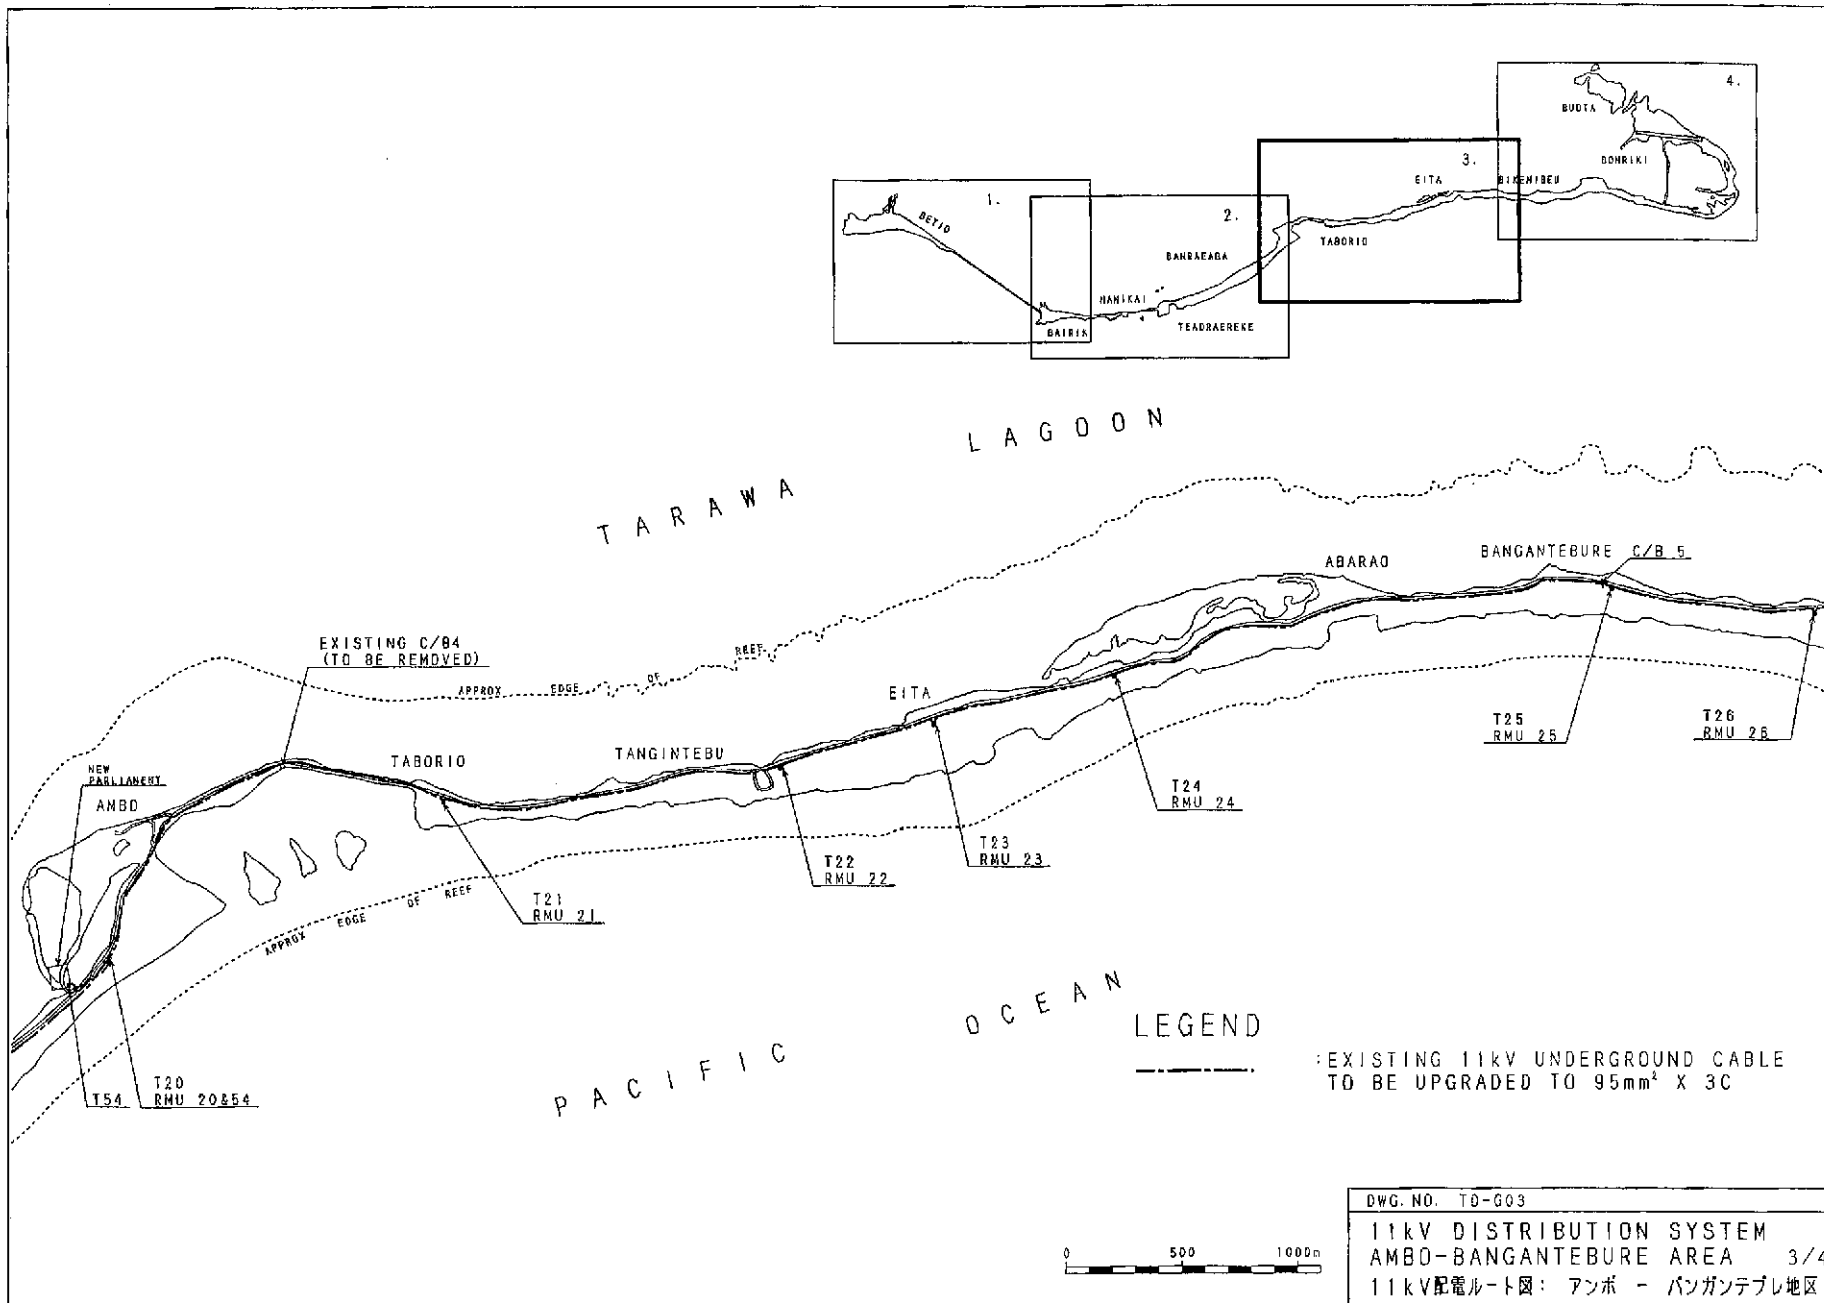 1.
2.
3.
4.
BETIO
BAIRIK
NANIKAI
BANRAEABA
TEAORAEREKE
TABORIO
EITA
BIKENIBEU
BUOTA
BONRIKI
TARAWA LAGOON
APPROX EDGE OF REEF
EXISTING C/B4
(TO BE REMOVED)
NEW
PARLIAMENT
AMBO
TABORIO
TANGINTEBU
EITA
ABARAO
BANGANTEBURE
C/B 5
T54
T20
RMU 20&54
T21
RMU 21
T22
RMU 22
T23
RMU 23
T24
RMU 24
T25
RMU 25
T26
RMU 26
APPROX EDGE OF REEF
PACIFIC OCEAN
LEGEND
:EXISTING 11kV UNDERGROUND CABLE
TO BE UPGRADED TO 95mm² X 3C
0 500 1000m
DWG. NO. TD-G03
11kV DISTRIBUTION SYSTEM
AMBO-BANGANTEBURE AREA 3/4
11kV配電ルート図: アンボ - バンガンテブレ地区